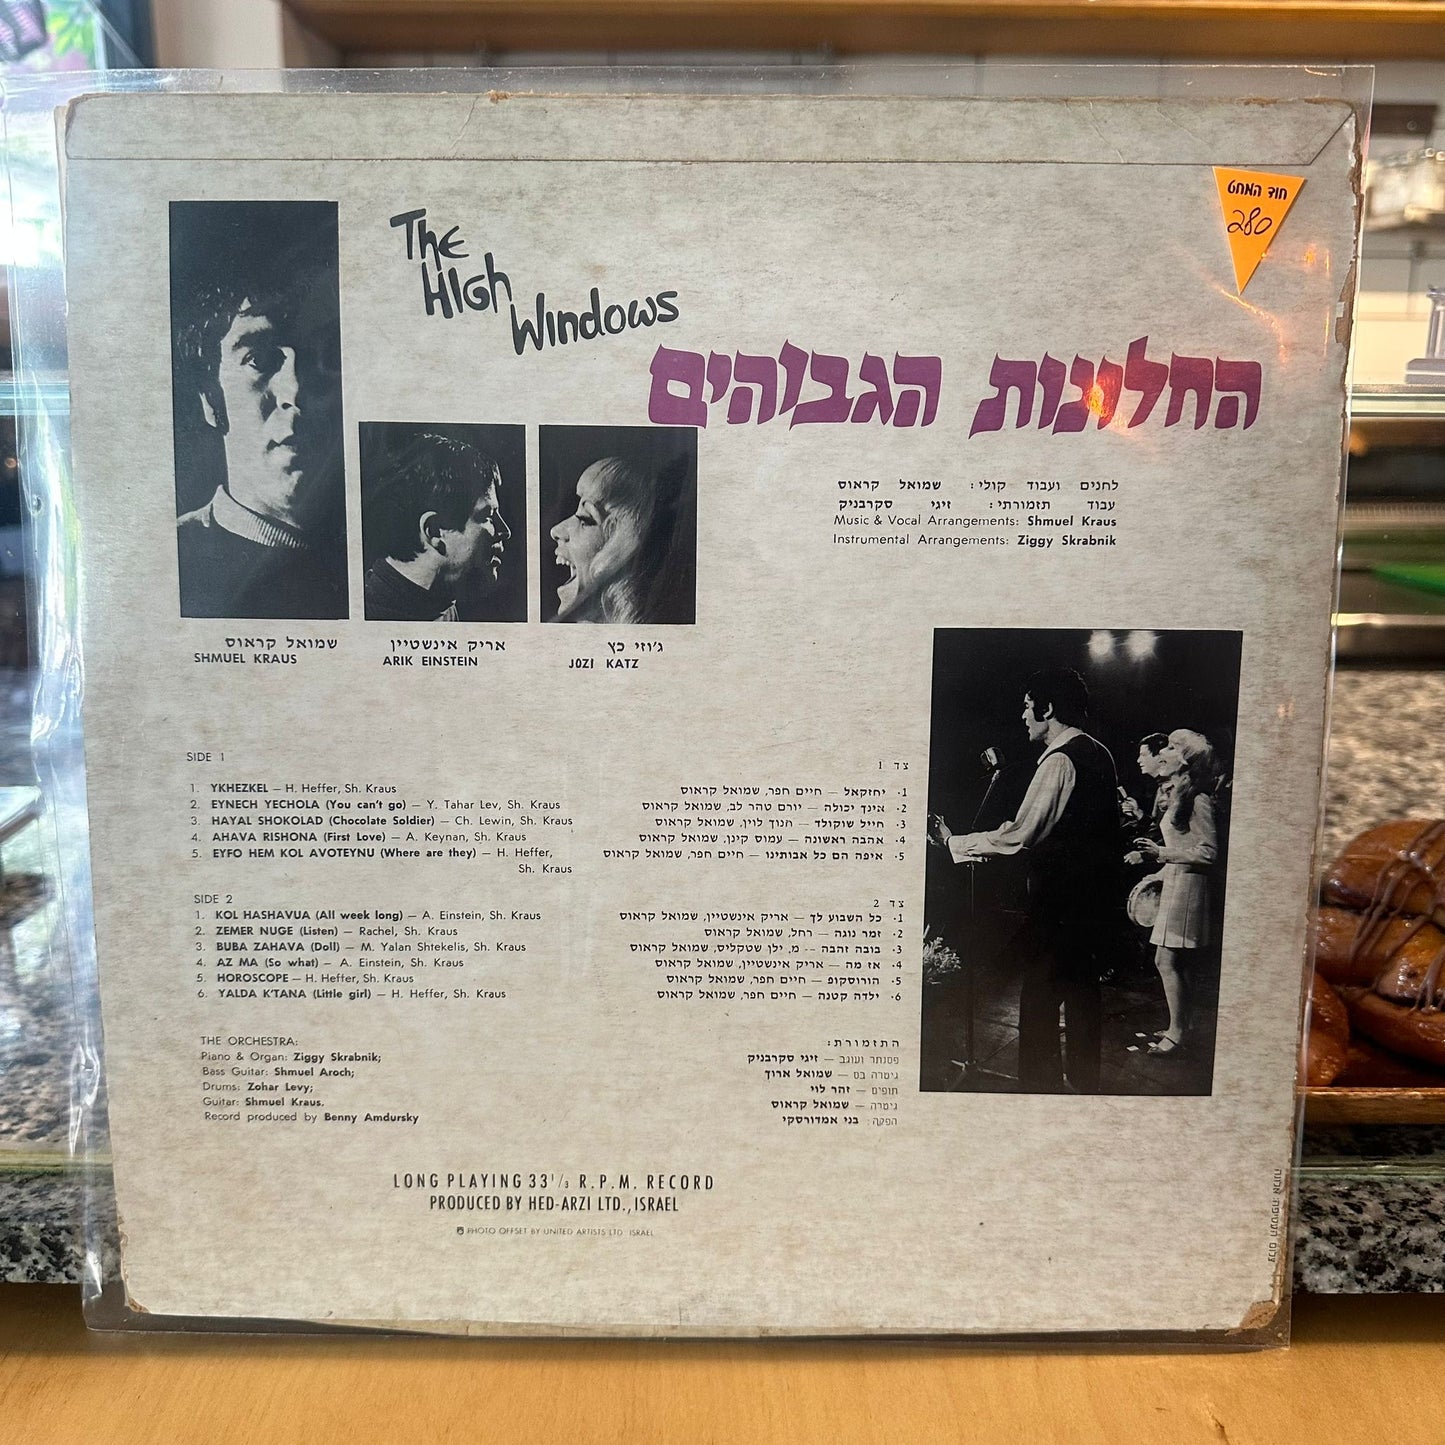 חוד המחט
280
The
High
Windows
החלונות הגבוהים
לחנים ועבוד קולי: שמואל קראוס
עבוד תזמורתי: זיגי סקרבניק
Music & Vocal Arrangements: Shmuel Kraus
Instrumental Arrangements: Ziggy Skrabnik
שמואל קראוס
SHMUEL KRAUS
אריק אינשטיין
ARIK EINSTEIN
ג'וזי כץ
JOZI KATZ
SIDE 1
1. YKHEZKEL – H. Heffer, Sh. Kraus
2. EYNECH YECHOLA (You can't go) – Y. Tahar Lev, Sh. Kraus
3. HAYAL SHOKOLAD (Chocolate Soldier) – Ch. Lewin, Sh. Kraus
4. AHAVA RISHONA (First Love) – A. Keynan, Sh. Kraus
5. EYFO HEM KOL AVOTEYNU (Where are they) – H. Heffer,
Sh. Kraus
צד 1
1. יחזקאל – חיים חפר, שמואל קראוס
2. אינך יכולה – יורם טהר לב, שמואל קראוס
3. חייל שוקולד – חנוך לוין, שמואל קראוס
4. אהבה ראשונה – עמוס קינן, שמואל קראוס
5. איפה הם כל אבותינו – חיים חפר, שמואל קראוס
SIDE 2
1. KOL HASHAVUA (All week long) – A. Einstein, Sh. Kraus
2. ZEMER NUGE (Listen) – Rachel, Sh. Kraus
3. BUBA ZAHAVA (Doll) – M. Yalan Shtekelis, Sh. Kraus
4. AZ MA (So what) – A. Einstein, Sh. Kraus
5. HOROSCOPE – H. Heffer, Sh. Kraus
6. YALDA K'TANA (Little girl) – H. Heffer, Sh. Kraus
צד 2
1. כל השבוע לך – אריק אינשטיין, שמואל קראוס
2. זמר נוגה – רחל, שמואל קראוס
3. בובה זהבה -- מ. ילן שטקליס, שמואל קראוס
4. אז מה – אריק אינשטיין, שמואל קראוס
5. הורוסקופ – חיים חפר, שמואל קראוס
6. ילדה קטנה – חיים חפר, שמואל קראוס
THE ORCHESTRA:
Piano & Organ: Ziggy Skrabnik;
Bass Guitar: Shmuel Aroch;
Drums: Zohar Levy;
Guitar: Shmuel Kraus.
Record produced by Benny Amdursky
התזמורת:
פסנתר ועוגב – זיגי סקרבניק
גיטרה בס – שמואל ארוך
תופים – זהר לוי
גיטרה – שמואל קראוס
הפקה: בני אמדורסקי
LONG PLAYING 33 1/3 R.P.M. RECORD
PRODUCED BY HED-ARZI LTD., ISRAEL
PHOTO OFFSET BY UNITED ARTISTS LTD. ISRAEL